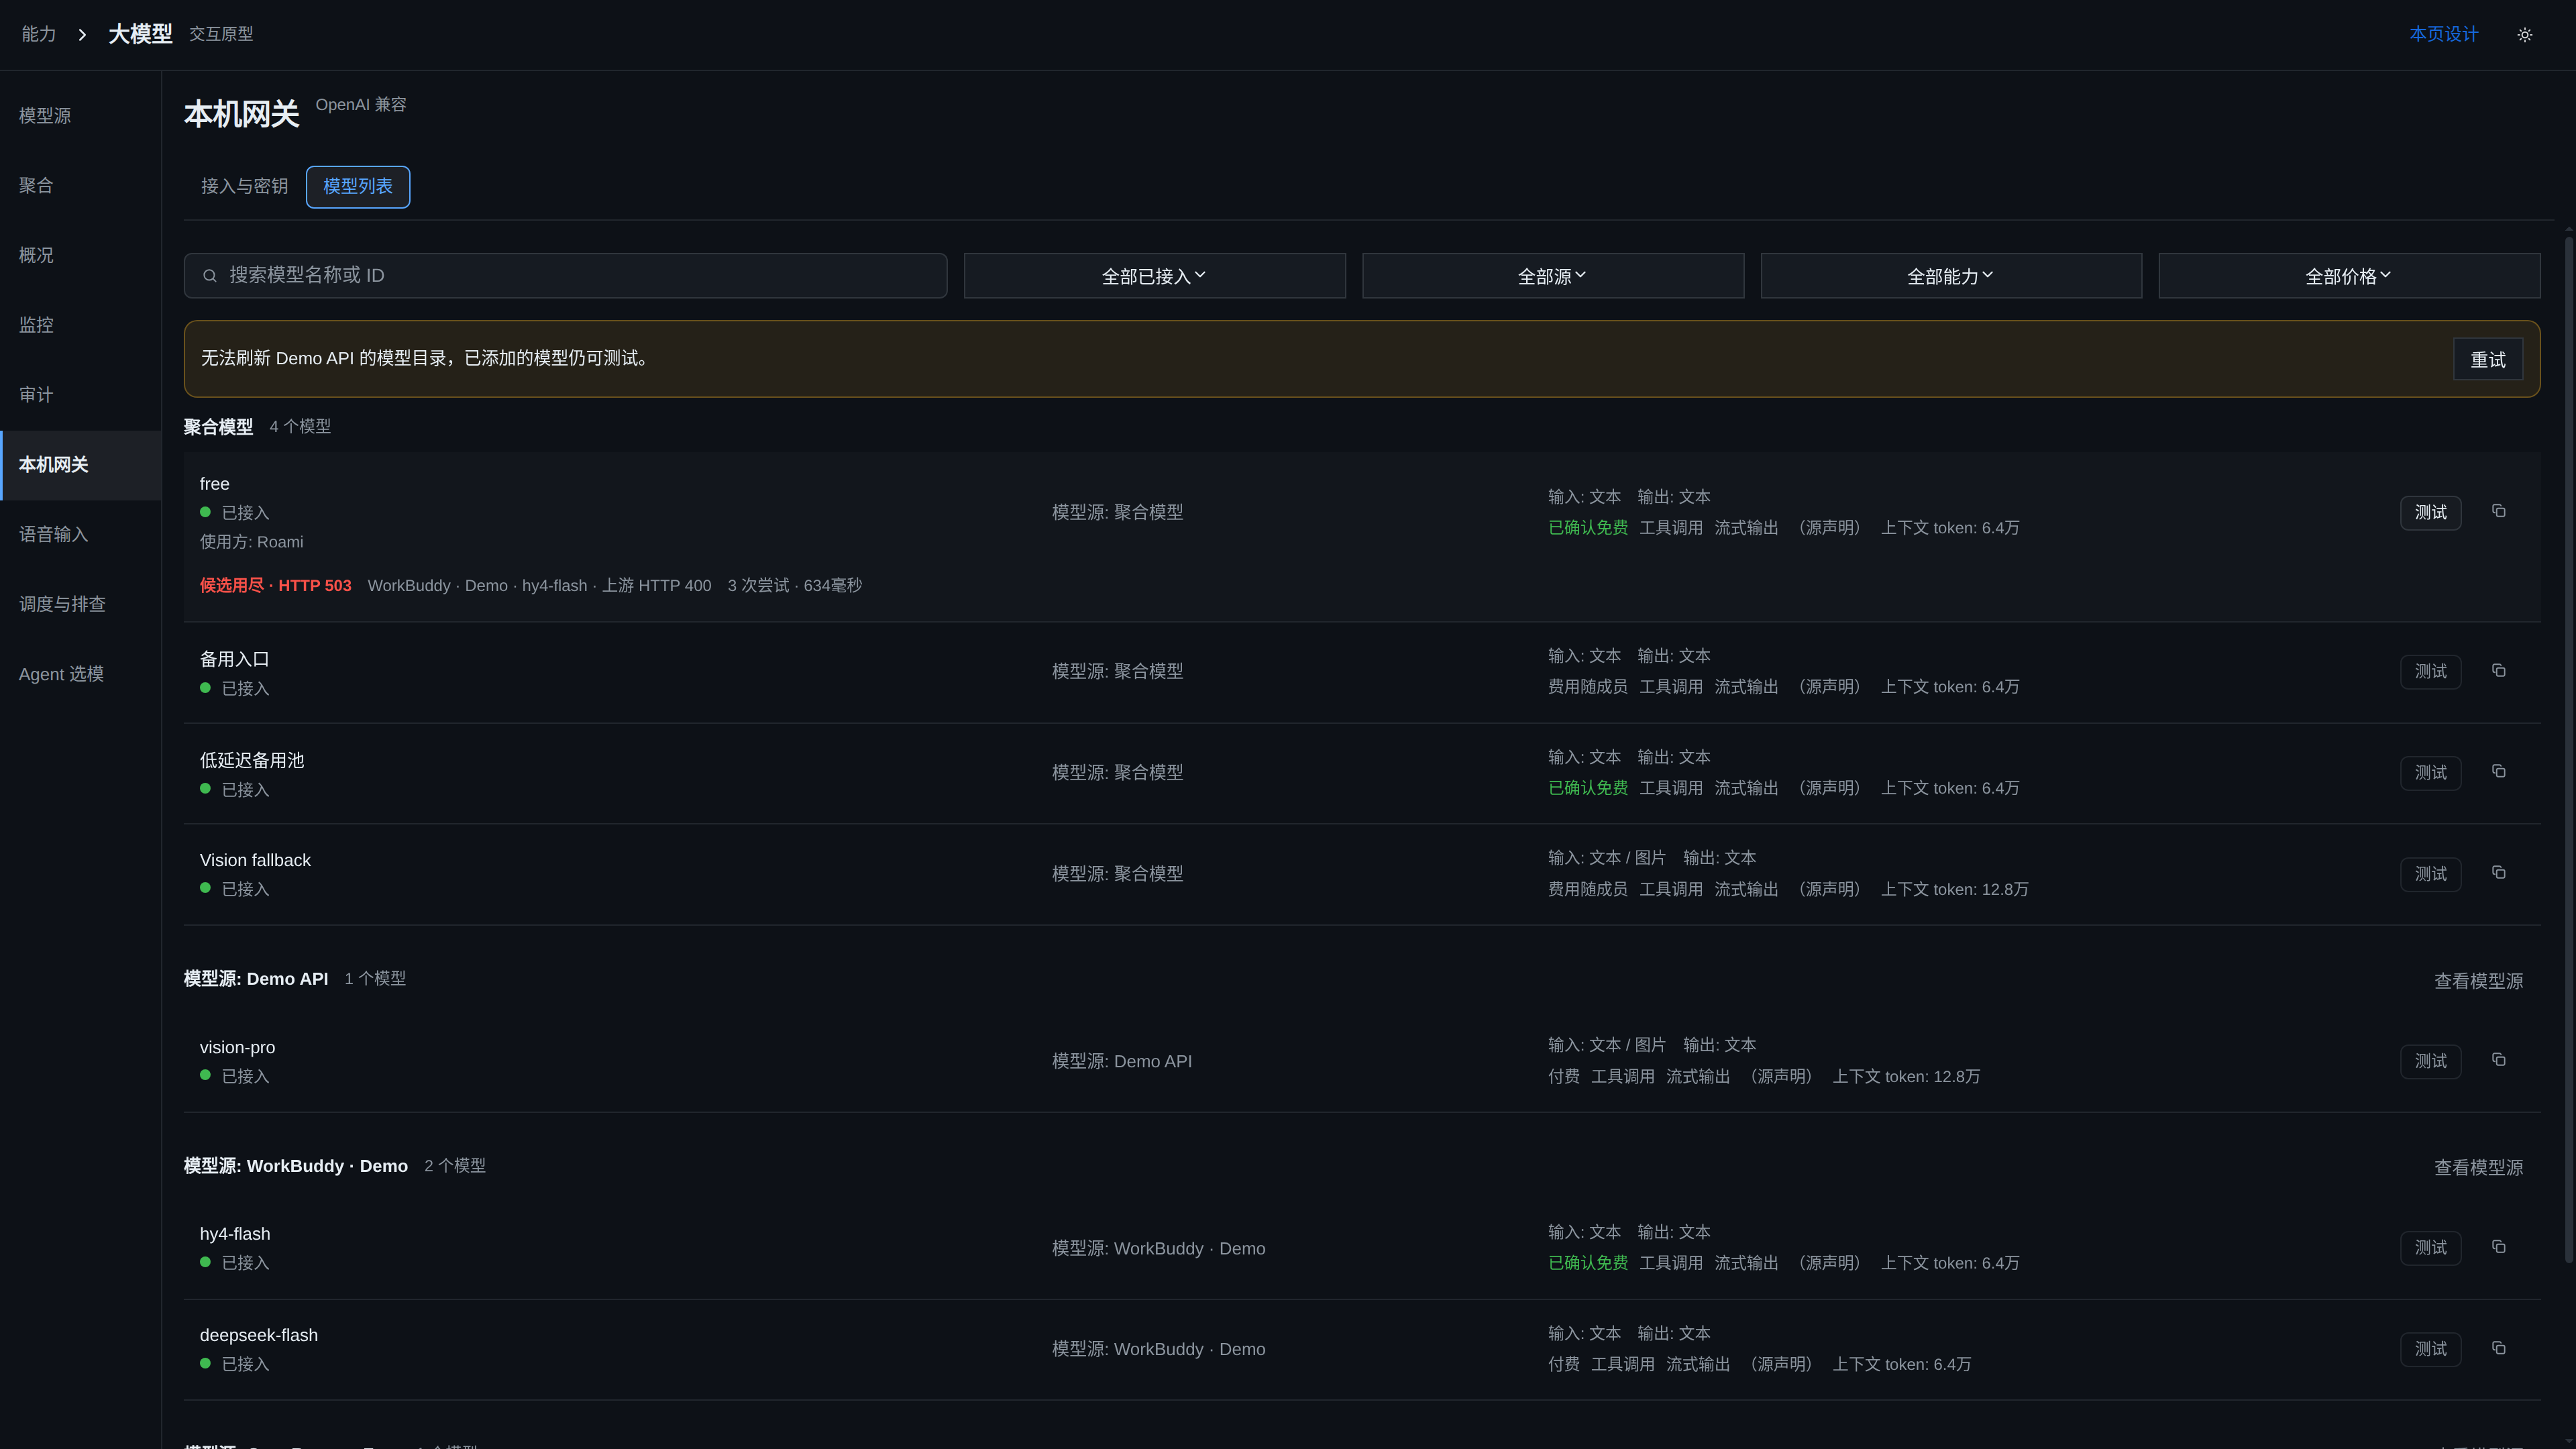 能力 大模型 交互原型 本页设计
模型源
聚合
概况
监控
审计
本机网关
语音输入
调度与排查
Agent 选模
本机网关 OpenAI 兼容
接入与密钥 模型列表
搜索模型名称或 ID 全部已接入 全部源 全部能力 全部价格
无法刷新 Demo API 的模型目录，已添加的模型仍可测试。 重试
聚合模型 4 个模型
free
已接入
使用方: Roami
模型源: 聚合模型
输入: 文本 输出: 文本
已确认免费 工具调用 流式输出 （源声明） 上下文 token: 6.4万
测试
候选用尽 · HTTP 503 WorkBuddy · Demo · hy4-flash · 上游 HTTP 400 3 次尝试 · 634毫秒
备用入口
已接入
模型源: 聚合模型
输入: 文本 输出: 文本
费用随成员 工具调用 流式输出 （源声明） 上下文 token: 6.4万
测试
低延迟备用池
已接入
模型源: 聚合模型
输入: 文本 输出: 文本
已确认免费 工具调用 流式输出 （源声明） 上下文 token: 6.4万
测试
Vision fallback
已接入
模型源: 聚合模型
输入: 文本 / 图片 输出: 文本
费用随成员 工具调用 流式输出 （源声明） 上下文 token: 12.8万
测试
模型源: Demo API 1 个模型 查看模型源
vision-pro
已接入
模型源: Demo API
输入: 文本 / 图片 输出: 文本
付费 工具调用 流式输出 （源声明） 上下文 token: 12.8万
测试
模型源: WorkBuddy · Demo 2 个模型 查看模型源
hy4-flash
已接入
模型源: WorkBuddy · Demo
输入: 文本 输出: 文本
已确认免费 工具调用 流式输出 （源声明） 上下文 token: 6.4万
测试
deepseek-flash
已接入
模型源: WorkBuddy · Demo
输入: 文本 输出: 文本
付费 工具调用 流式输出 （源声明） 上下文 token: 6.4万
测试